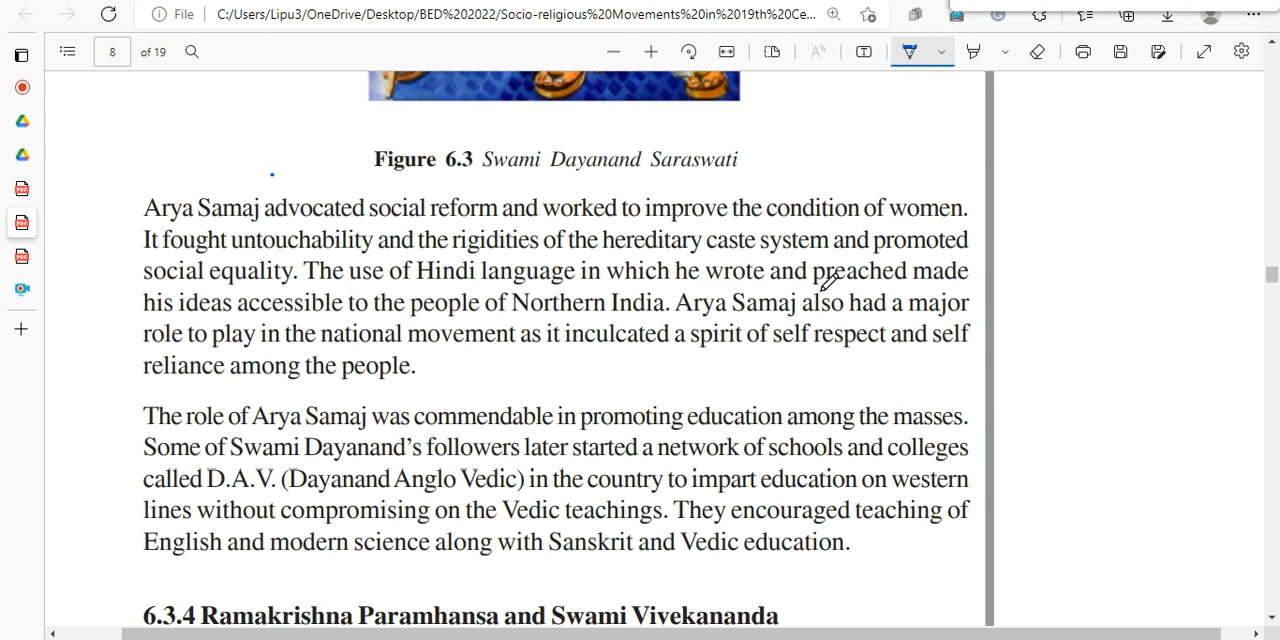 File
C:/Users/Lipu3/OneDrive/Desktop/BED%202022/Socio-religious%20Movements%20in%2019th%20Ce...
8 of 19
Figure 6.3 Swami Dayanand Saraswati
Arya Samaj advocated social reform and worked to improve the condition of women.
It fought untouchability and the rigidities of the hereditary caste system and promoted
social equality. The use of Hindi language in which he wrote and preached made
his ideas accessible to the people of Northern India. Arya Samaj also had a major
role to play in the national movement as it inculcated a spirit of self respect and self
reliance among the people.
The role of Arya Samaj was commendable in promoting education among the masses.
Some of Swami Dayanand’s followers later started a network of schools and colleges
called D.A.V. (Dayanand Anglo Vedic) in the country to impart education on western
lines without compromising on the Vedic teachings. They encouraged teaching of
English and modern science along with Sanskrit and Vedic education.
6.3.4 Ramakrishna Paramhansa and Swami Vivekananda